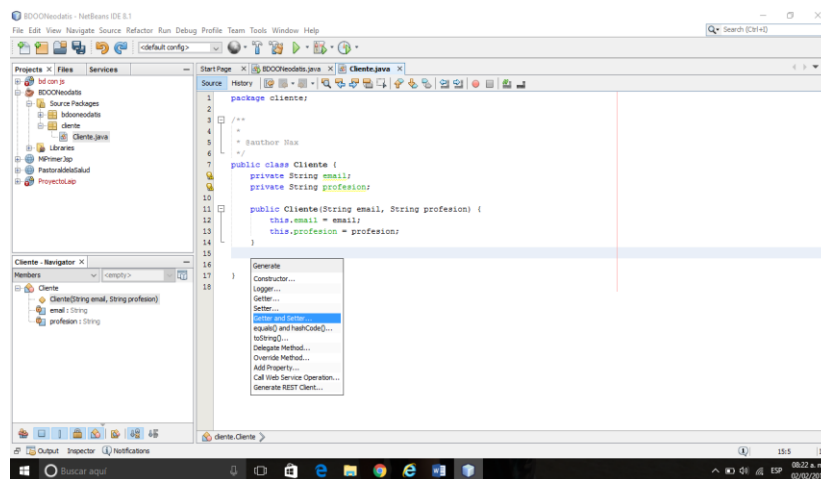 BDOONeodatis - NetBeans IDE 8.1
File Edit View Navigate Source Refactor Run Debug Profile Team Tools Window Help
Search (Ctrl+I)
<default config>
Projects × Files Services
Start Page × BDOONeodatis.java × Cliente.java ×
Source History
bd con js
BDOONeodatis
Source Packages
bdooneodatis
cliente
Cliente.java
Libraries
MPrimerJsp
PastoraldelaSalud
ProyectoLaip
1 package cliente;
2
3 /**
4 *
5 * @author Nax
6 */
7 public class Cliente {
private String email;
private String profesion;
10
11 public Cliente(String email, String profesion) {
12 this.email = email;
13 this.profesion = profesion;
14 }
15
16
17 }
18
Generate
Constructor...
Logger...
Getter...
Setter...
Getter and Setter...
equals() and hashCode()...
toString()...
Delegate Method...
Override Method...
Add Property...
Call Web Service Operation...
Generate REST Client...
Cliente - Navigator ×
Members <empty>
Cliente
Cliente(String email, String profesion)
email : String
profesion : String
cliente.Cliente
Output Inspector Notifications
15:5
Buscar aquí
ESP
08:22 a. m.